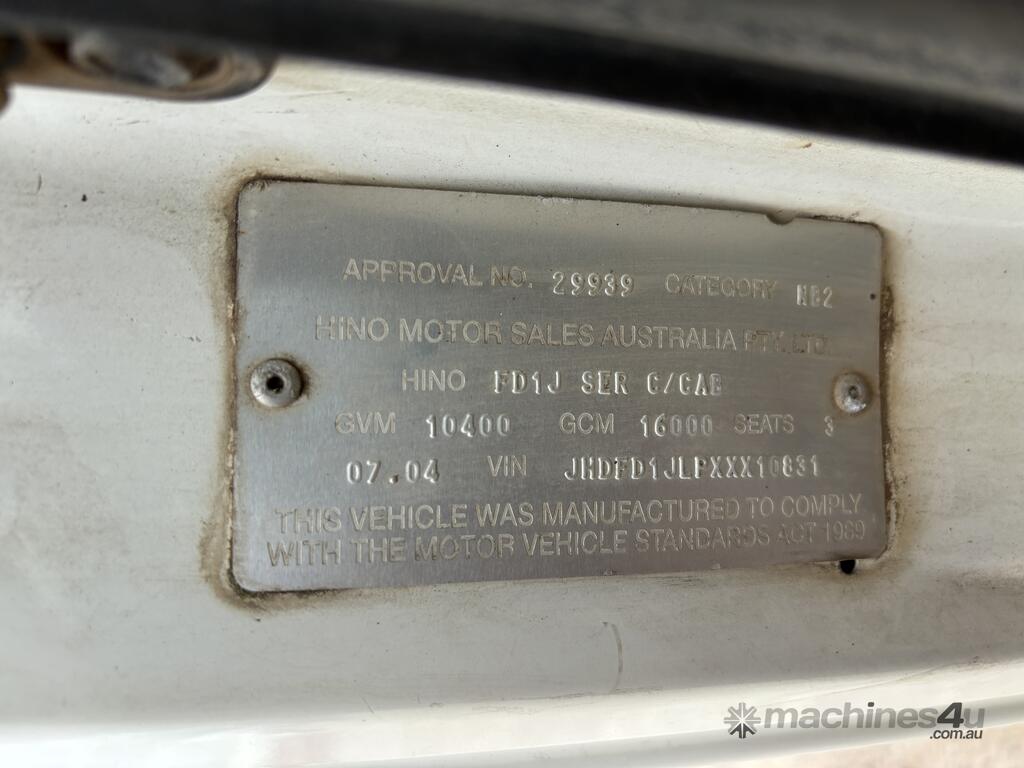 APPROVAL NO. 29939 CATEGORY NB2
HINO MOTOR SALES AUSTRALIA PTY. LTD.
HINO FD1J SER C/CAB
GVM 10400 GCM 16000 SEATS 3
07.04 VIN JHDFD1JLPXXX10831
THIS VEHICLE WAS MANUFACTURED TO COMPLY
WITH THE MOTOR VEHICLE STANDARDS ACT 1989
machines4u
.com.au